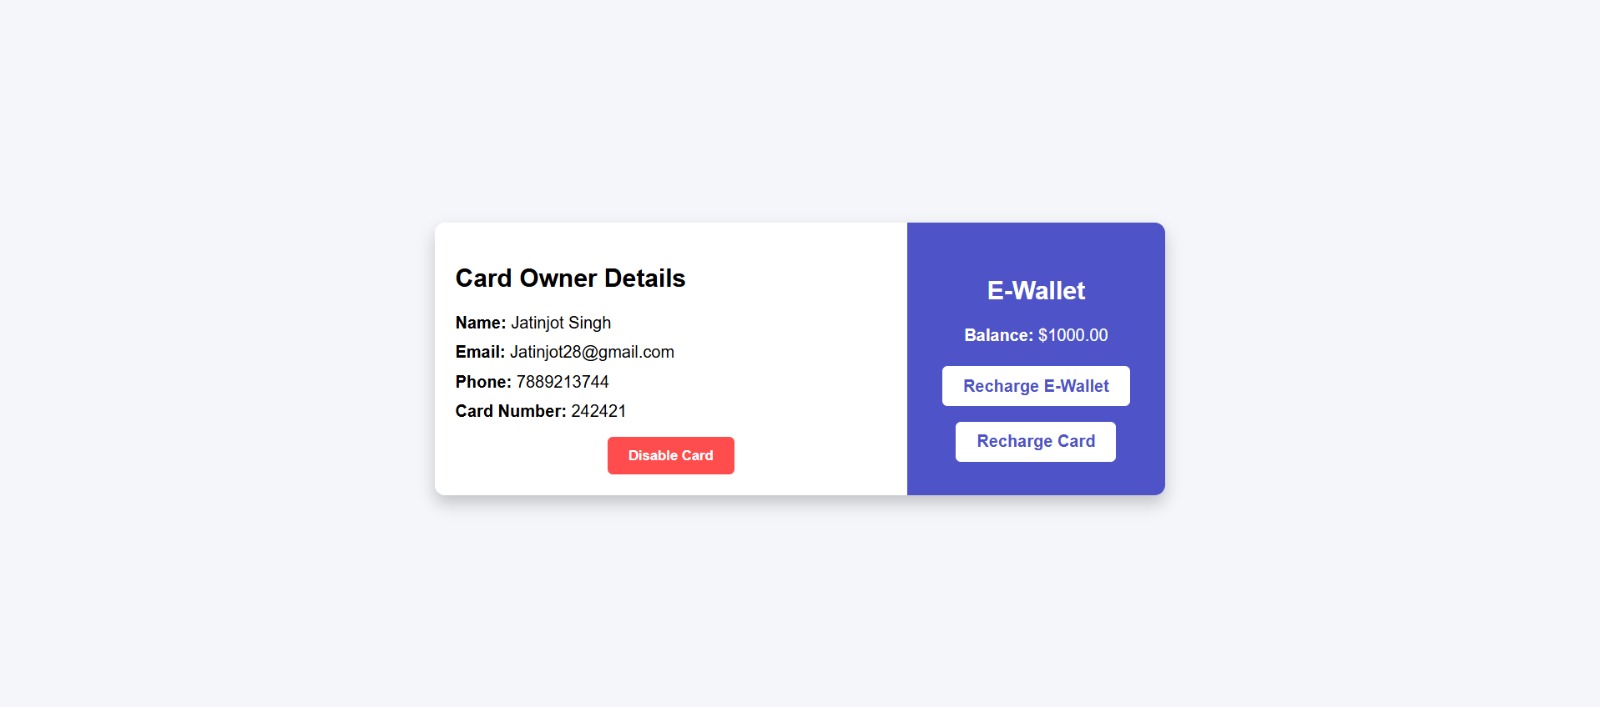 Card Owner Details
Name: Jatinjot Singh
Email: Jatinjot28@gmail.com
Phone: 7889213744
Card Number: 242421
Disable Card
E-Wallet
Balance: $1000.00
Recharge E-Wallet
Recharge Card